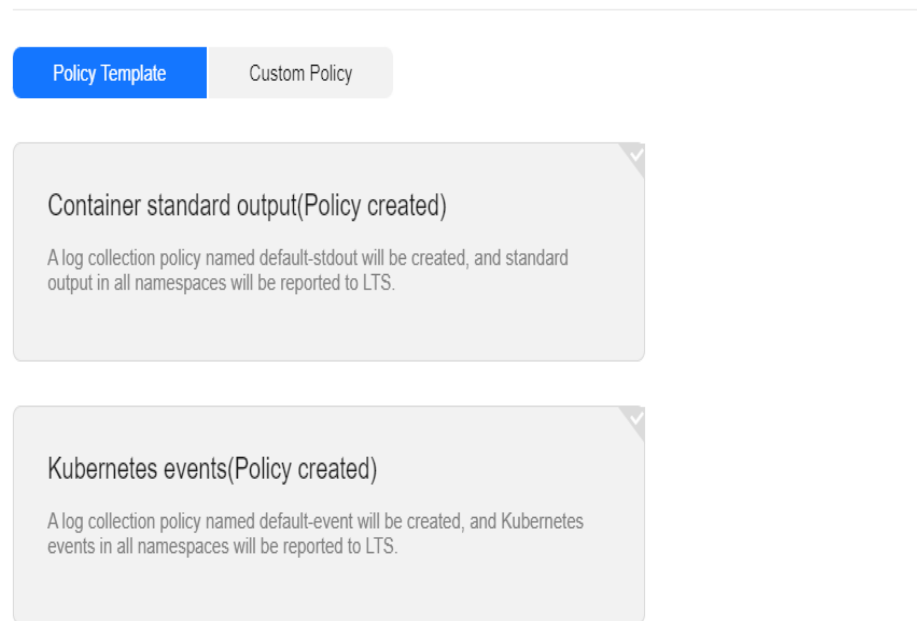 Policy Template
Custom Policy
Container standard output(Policy created)
A log collection policy named default-stdout will be created, and standard
output in all namespaces will be reported to LTS.
Kubernetes events(Policy created)
A log collection policy named default-event will be created, and Kubernetes
events in all namespaces will be reported to LTS.